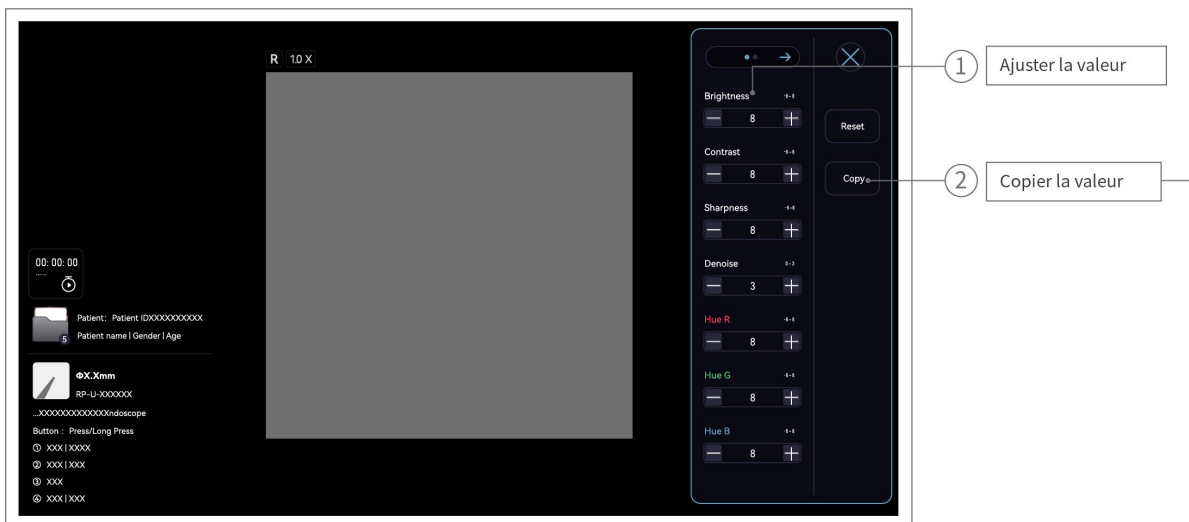 R 1.0 X
00: 00: 00
5
Patient: Patient IDXXXXXXXXXX
Patient name | Gender | Age
ΦX.Xmm
RP-U-XXXXXX
...XXXXXXXXXXXXXndoscope
Button : Press/Long Press
① XXX | XXXX
② XXX | XXX
③ XXX
④ XXX | XXX
Brightness
8
Contrast
8
Sharpness
8
Denoise 0-3
3
Hue R
8
Hue G
8
Hue B
8
Reset
Copy
1 Ajuster la valeur
2 Copier la valeur